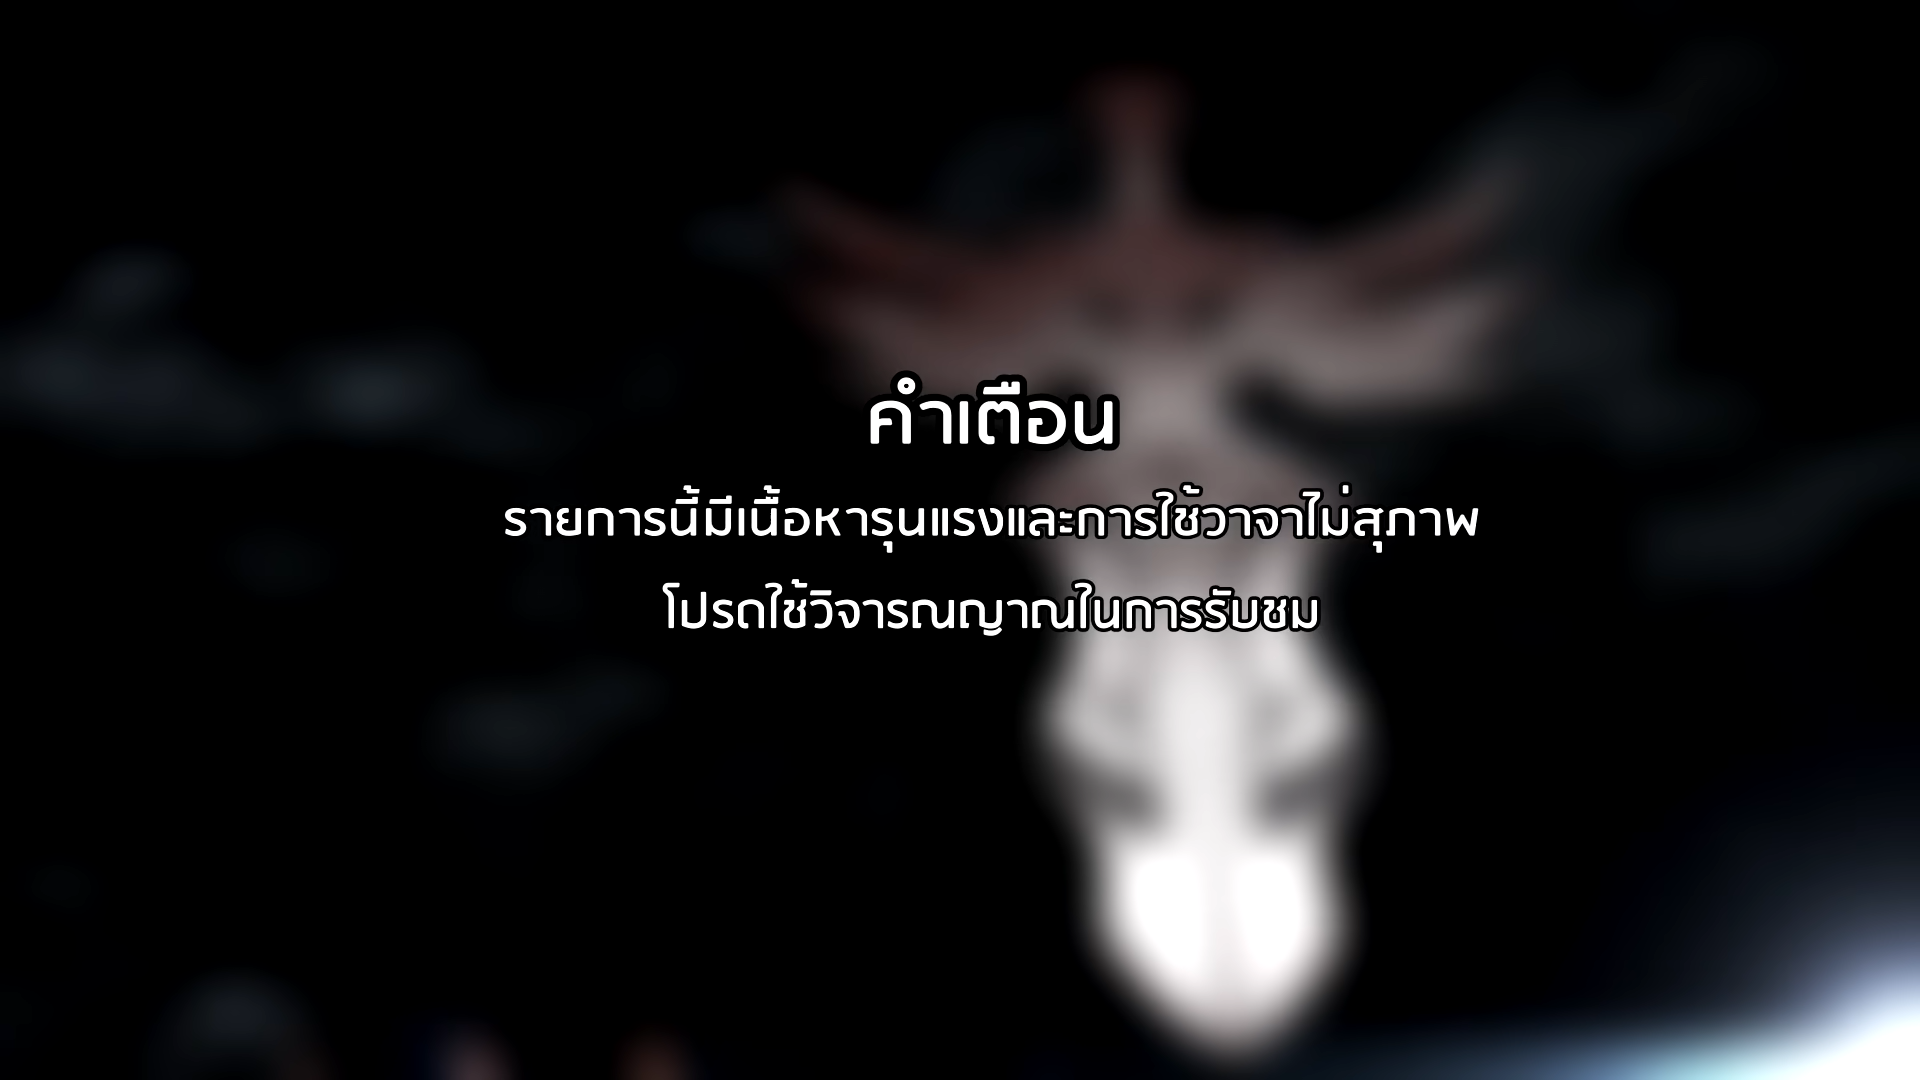 คำเตือน
รายการนี้มีเนื้อหารุนแรงและการใช้วาจาไม่สุภาพ
โปรดใช้วิจารณญาณในการรับชม